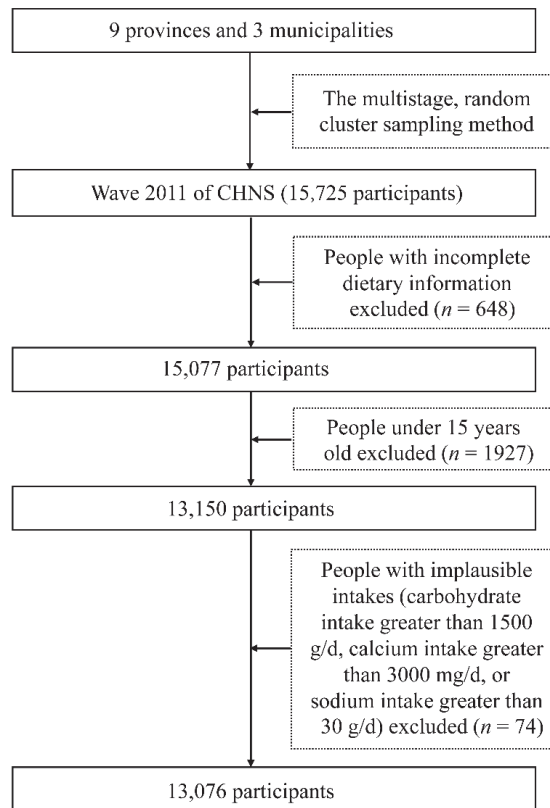 9 provinces and 3 municipalities
The multistage, random
cluster sampling method
Wave 2011 of CHNS (15,725 participants)
People with incomplete
dietary information
excluded (n = 648)
15,077 participants
People under 15 years
old excluded (n = 1927)
13,150 participants
People with implausible
intakes (carbohydrate
intake greater than 1500
g/d, calcium intake greater
than 3000 mg/d, or
sodium intake greater than
30 g/d) excluded (n = 74)
13,076 participants